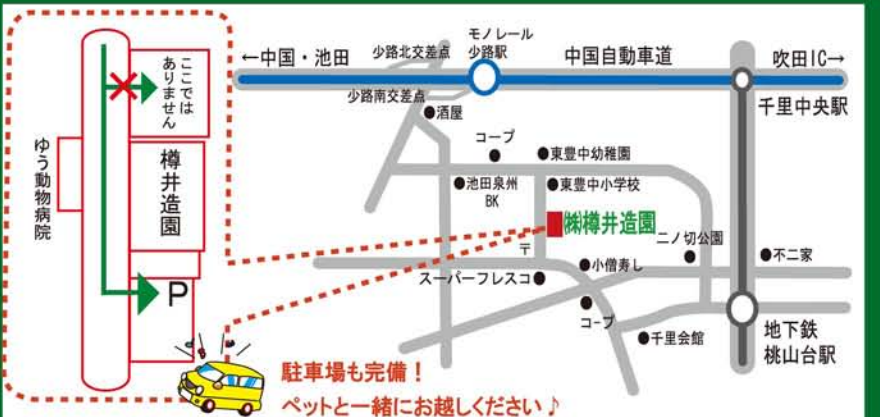 ここでは
ありません
ゆう動物病院
樽井造園
P
←中国・池田
少路北交差点
モノレール
少路駅
中国自動車道
吹田IC→
少路南交差点
千里中央駅
酒屋
コープ
東豊中幼稚園
池田泉州
BK
東豊中小学校
㈱樽井造園
〒
二ノ切公園
不二家
スーパーフレスコ
小僧寿し
コープ
千里会館
地下鉄
桃山台駅
駐車場も完備！
ペットと一緒にお越しください♪